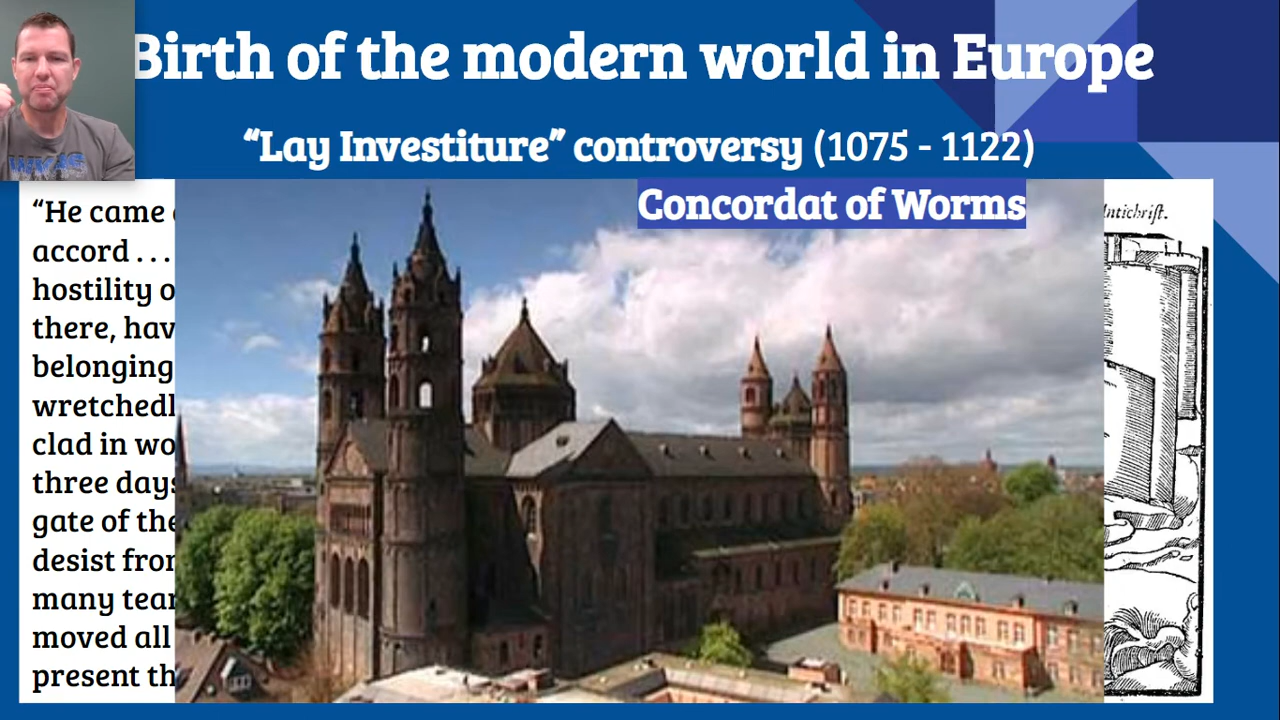 Birth of the modern world in Europe
“Lay Investiture” controversy (1075 - 1122)
Concordat of Worms
“He came
accord . . .
hostility o
there, hav
belonging
wretchedl
clad in wo
three days
gate of the
desist from
many tear
moved all
present th
Antichrist.